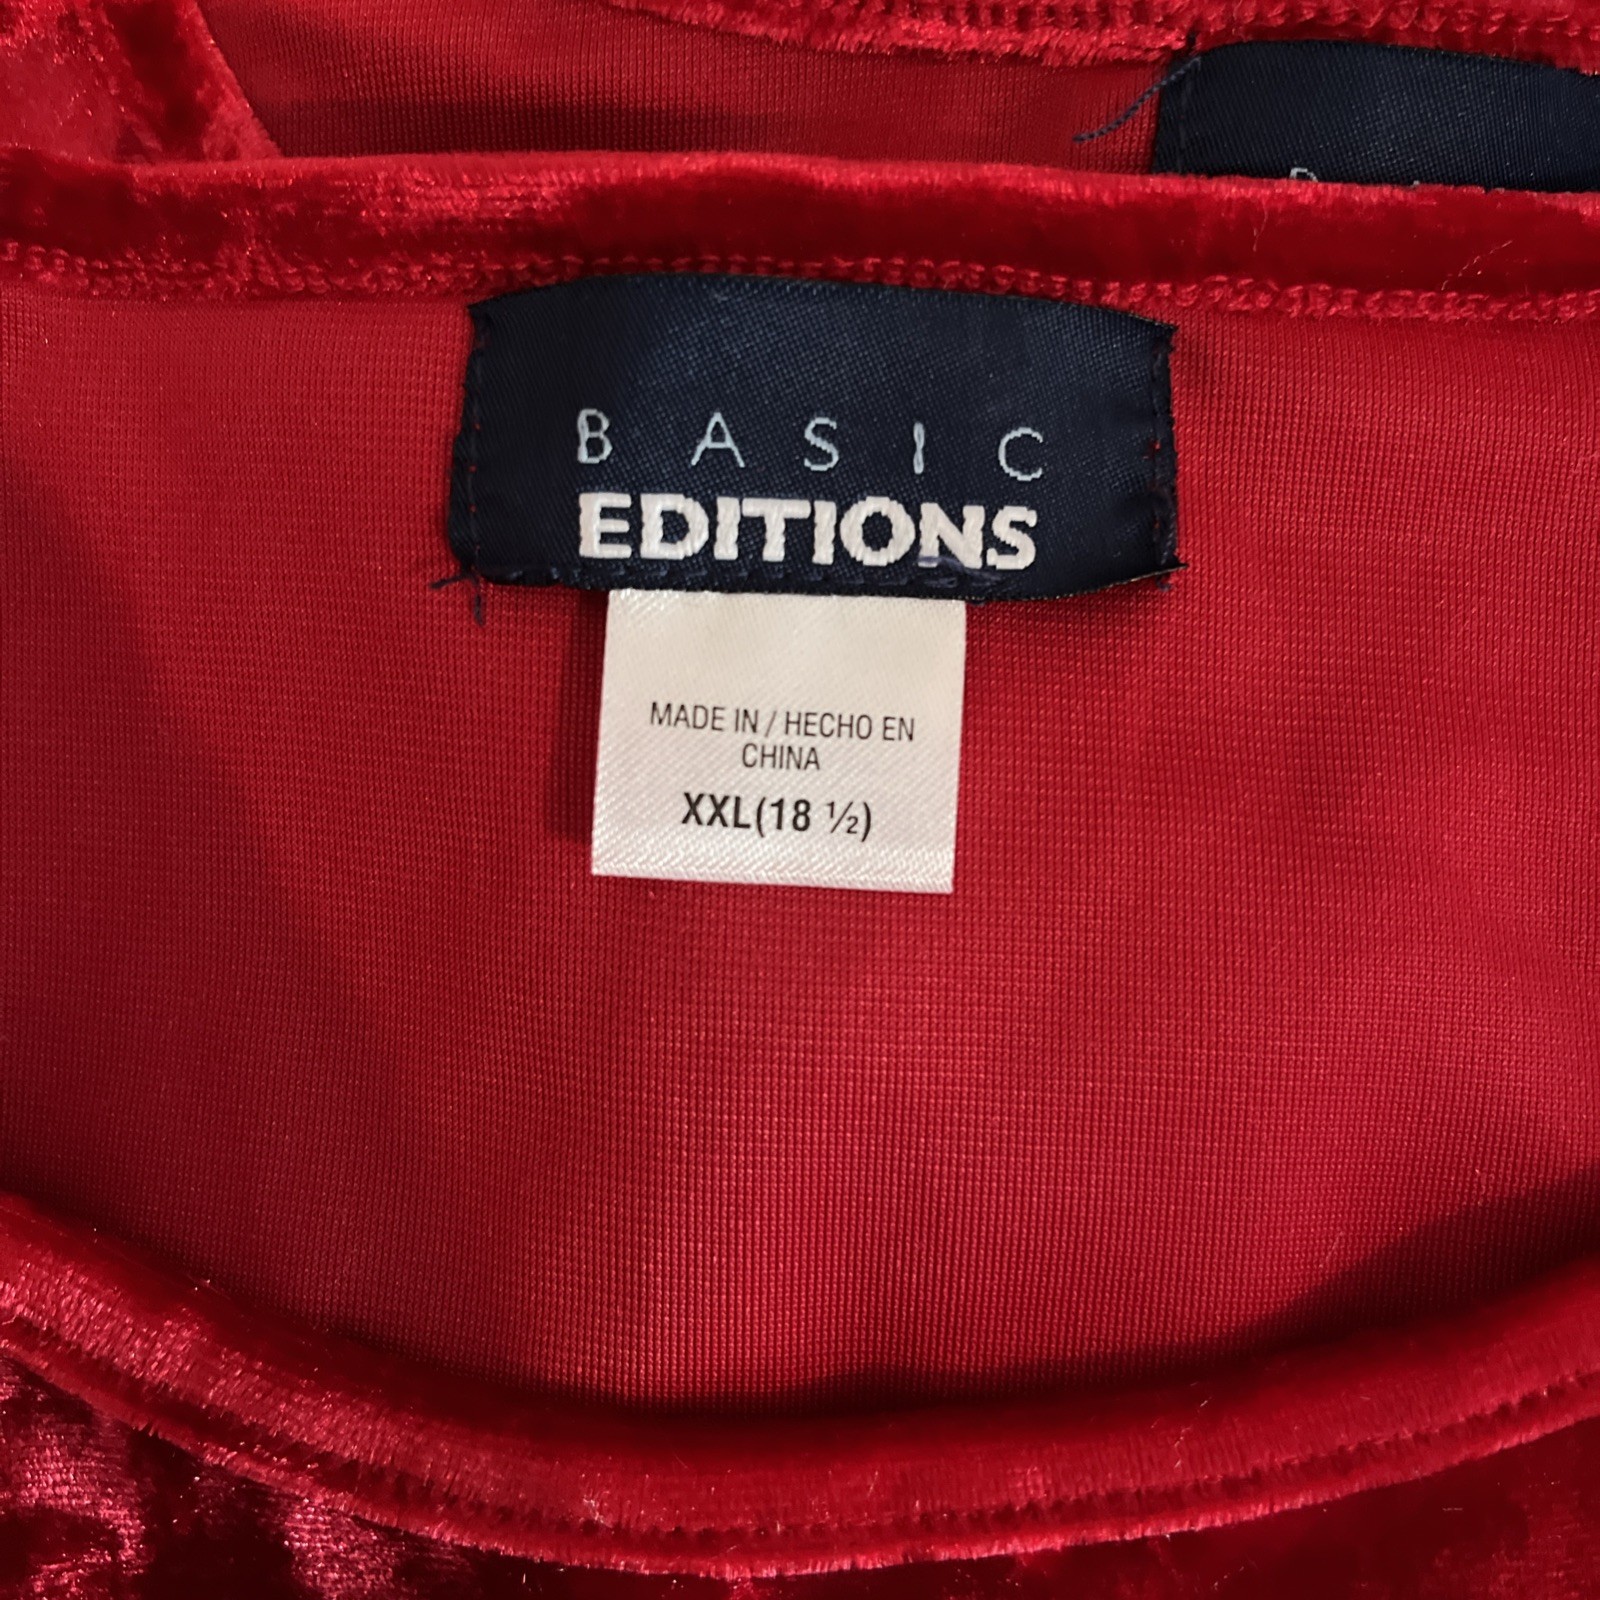 BASIC
EDITIONS
MADE IN / HECHO EN
CHINA
XXL(18 ½)